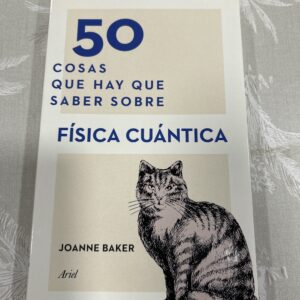 50
COSAS
QUE HAY QUE
SABER SOBRE
FÍSICA CUÁNTICA
JOANNE BAKER
Ariel